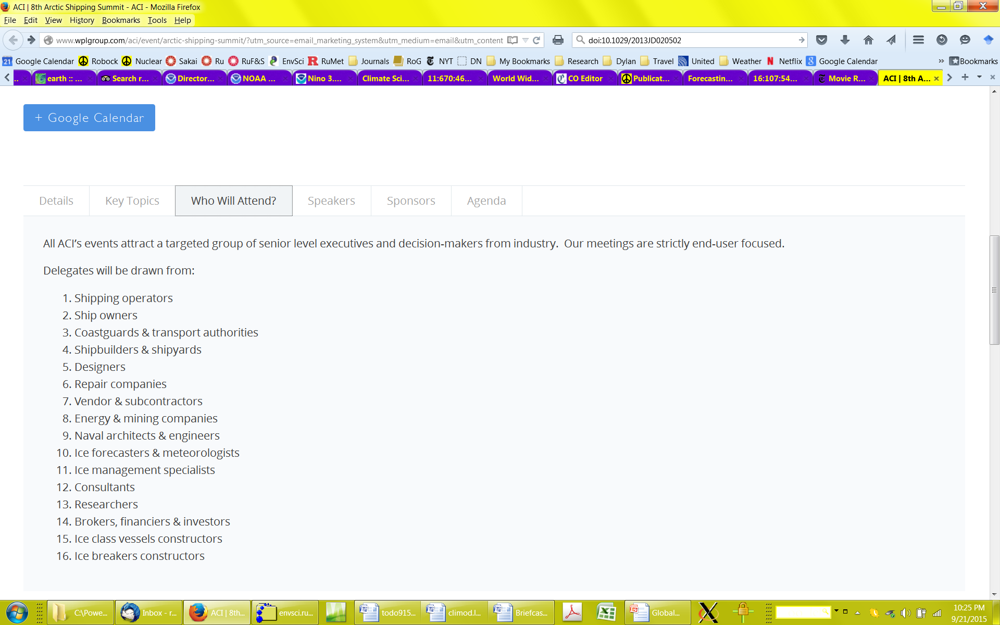 ACI | 8th Arctic Shipping Summit - ACI - Mozilla Firefox
File Edit View History Bookmarks Tools Help
www.wplgroup.com/aci/event/arctic-shipping-summit/?utm_source=email_marketing_system&utm_medium=email&utm_content
doi:10.1029/2013JD020502
21 Google Calendar Robock Nuclear Sakai Ru RuF&S EnvSci R RuMet Journals RoG NYT DN My Bookmarks Research Dylan Travel United Weather N Netflix 8 Google Calendar » Bookmarks
.. earth :: ... Search r... Director... NOAA ... Nino 3.... Climate Sci... 11:670:46... World Wid... CO Editor Publicat... Forecastin... 16:107:54... Movie R... ACI | 8th A...
+ Google Calendar
Details Key Topics Who Will Attend? Speakers Sponsors Agenda
All ACI’s events attract a targeted group of senior level executives and decision-makers from industry. Our meetings are strictly end-user focused.
Delegates will be drawn from:
1. Shipping operators
2. Ship owners
3. Coastguards & transport authorities
4. Shipbuilders & shipyards
5. Designers
6. Repair companies
7. Vendor & subcontractors
8. Energy & mining companies
9. Naval architects & engineers
10. Ice forecasters & meteorologists
11. Ice management specialists
12. Consultants
13. Researchers
14. Brokers, financiers & investors
15. Ice class vessels constructors
16. Ice breakers constructors
C:\Powe... Inbox - r... ACI | 8th... envsci.ru... todo915... climod.l... Briefcas... Global... 10:25 PM
9/21/2015